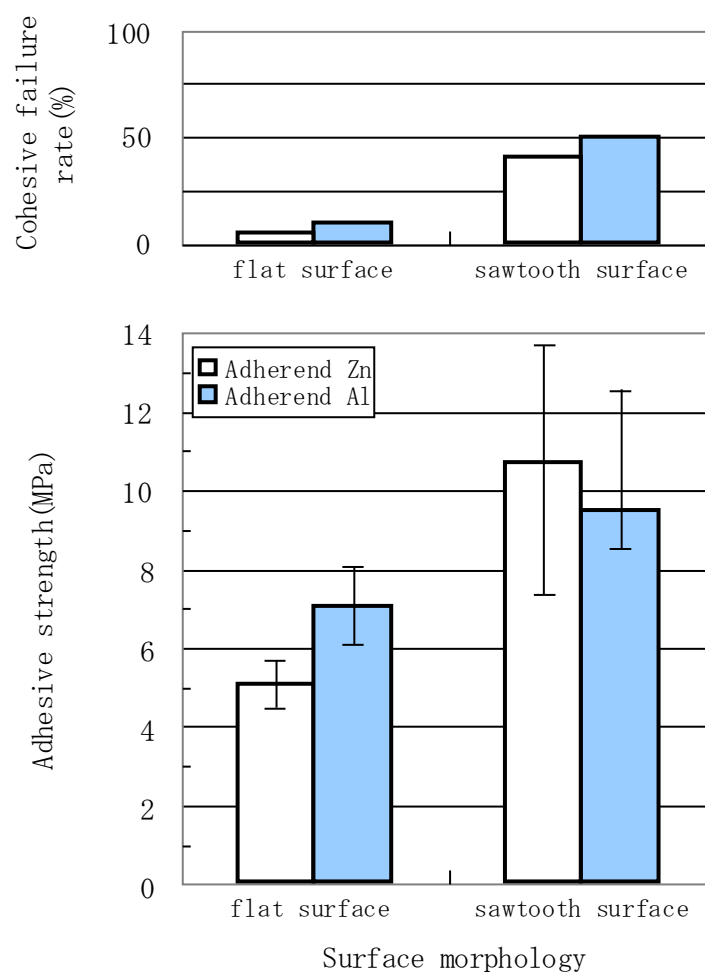 Cohesive failure
rate(%)
100
50
0
flat surface
sawtooth surface
Adhesive strength(MPa)
14
12
10
8
6
4
2
0
Adherend Zn
Adherend Al
flat surface
sawtooth surface
Surface morphology